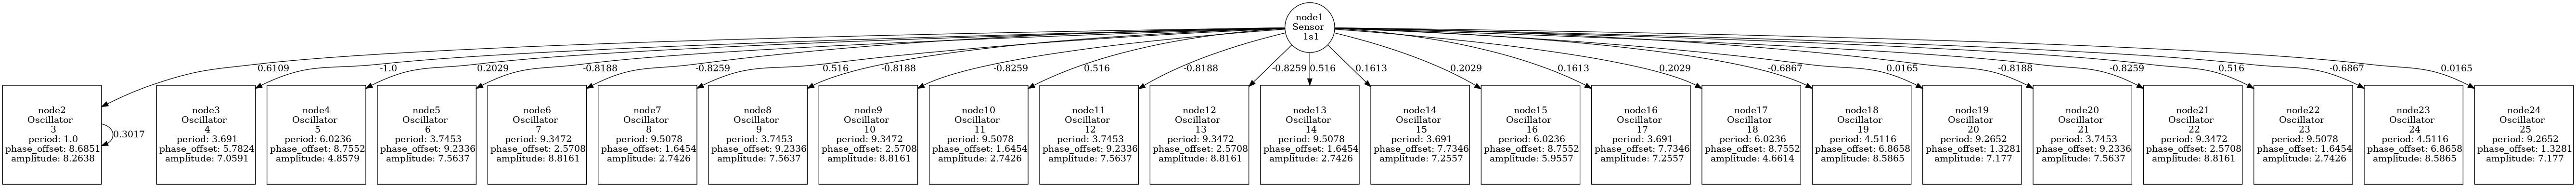 node1
Sensor
1s1
0.6109
-1.0
0.2029
-0.8188
-0.8259
0.516
-0.8188
-0.8259
0.516
-0.8188
-0.8259
0.516
0.1613
0.2029
0.1613
0.2029
-0.6867
0.0165
-0.8188
-0.8259
0.516
-0.6867
0.0165
node2
Oscillator
3
period: 1.0
phase_offset: 8.6851
amplitude: 8.2638
0.3017
node3
Oscillator
4
period: 3.691
phase_offset: 5.7824
amplitude: 7.0591
node4
Oscillator
5
period: 6.0236
phase_offset: 8.7552
amplitude: 4.8579
node5
Oscillator
6
period: 3.7453
phase_offset: 9.2336
amplitude: 7.5637
node6
Oscillator
7
period: 9.3472
phase_offset: 2.5708
amplitude: 8.8161
node7
Oscillator
8
period: 9.5078
phase_offset: 1.6454
amplitude: 2.7426
node8
Oscillator
9
period: 3.7453
phase_offset: 9.2336
amplitude: 7.5637
node9
Oscillator
10
period: 9.3472
phase_offset: 2.5708
amplitude: 8.8161
node10
Oscillator
11
period: 9.5078
phase_offset: 1.6454
amplitude: 2.7426
node11
Oscillator
12
period: 3.7453
phase_offset: 9.2336
amplitude: 7.5637
node12
Oscillator
13
period: 9.3472
phase_offset: 2.5708
amplitude: 8.8161
node13
Oscillator
14
period: 9.5078
phase_offset: 1.6454
amplitude: 2.7426
node14
Oscillator
15
period: 3.691
phase_offset: 7.7346
amplitude: 7.2557
node15
Oscillator
16
period: 6.0236
phase_offset: 8.7552
amplitude: 5.9557
node16
Oscillator
17
period: 3.691
phase_offset: 7.7346
amplitude: 7.2557
node17
Oscillator
18
period: 6.0236
phase_offset: 8.7552
amplitude: 4.6614
node18
Oscillator
19
period: 4.5116
phase_offset: 6.8658
amplitude: 8.5865
node19
Oscillator
20
period: 9.2652
phase_offset: 1.3281
amplitude: 7.177
node20
Oscillator
21
period: 3.7453
phase_offset: 9.2336
amplitude: 7.5637
node21
Oscillator
22
period: 9.3472
phase_offset: 2.5708
amplitude: 8.8161
node22
Oscillator
23
period: 9.5078
phase_offset: 1.6454
amplitude: 2.7426
node23
Oscillator
24
period: 4.5116
phase_offset: 6.8658
amplitude: 8.5865
node24
Oscillator
25
period: 9.2652
phase_offset: 1.3281
amplitude: 7.177